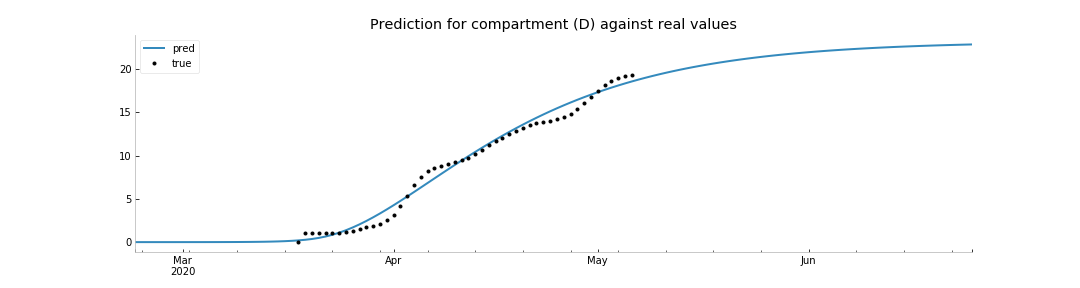 Prediction for compartment (D) against real values
pred
true
20
15
10
5
0
Mar
2020
Apr
May
Jun